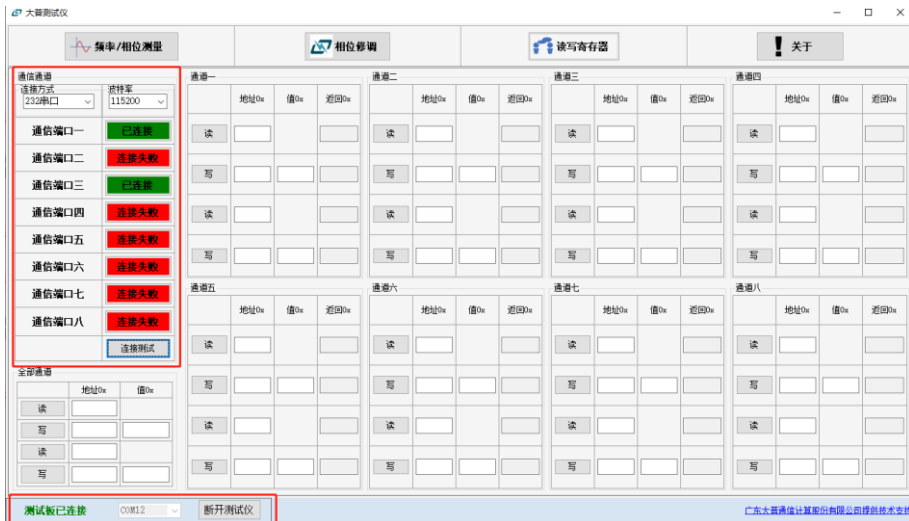 大普测试仪
频率/相位测量
相位修调
读写寄存器
关于
通信通道
连接方式 波特率
232串口 115200
通信端口一 已连接
通信端口二 连接失败
通信端口三 已连接
通信端口四 连接失败
通信端口五 连接失败
通信端口六 连接失败
通信端口七 连接失败
通信端口八 连接失败
连接测试
全部通道
地址0x 值0x
读
写
读
写
通道一
地址0x 值0x 返回0x
读
写
读
写
通道二
地址0x 值0x 返回0x
读
写
读
写
通道三
地址0x 值0x 返回0x
读
写
读
写
通道四
地址0x 值0x 返回0x
读
写
读
写
通道五
地址0x 值0x 返回0x
读
写
读
写
通道六
地址0x 值0x 返回0x
读
写
读
写
通道七
地址0x 值0x 返回0x
读
写
读
写
通道八
地址0x 值0x 返回0x
读
写
读
写
测试板已连接 COM12 断开测试仪
广东大普通信计算股份有限公司提供技术支持